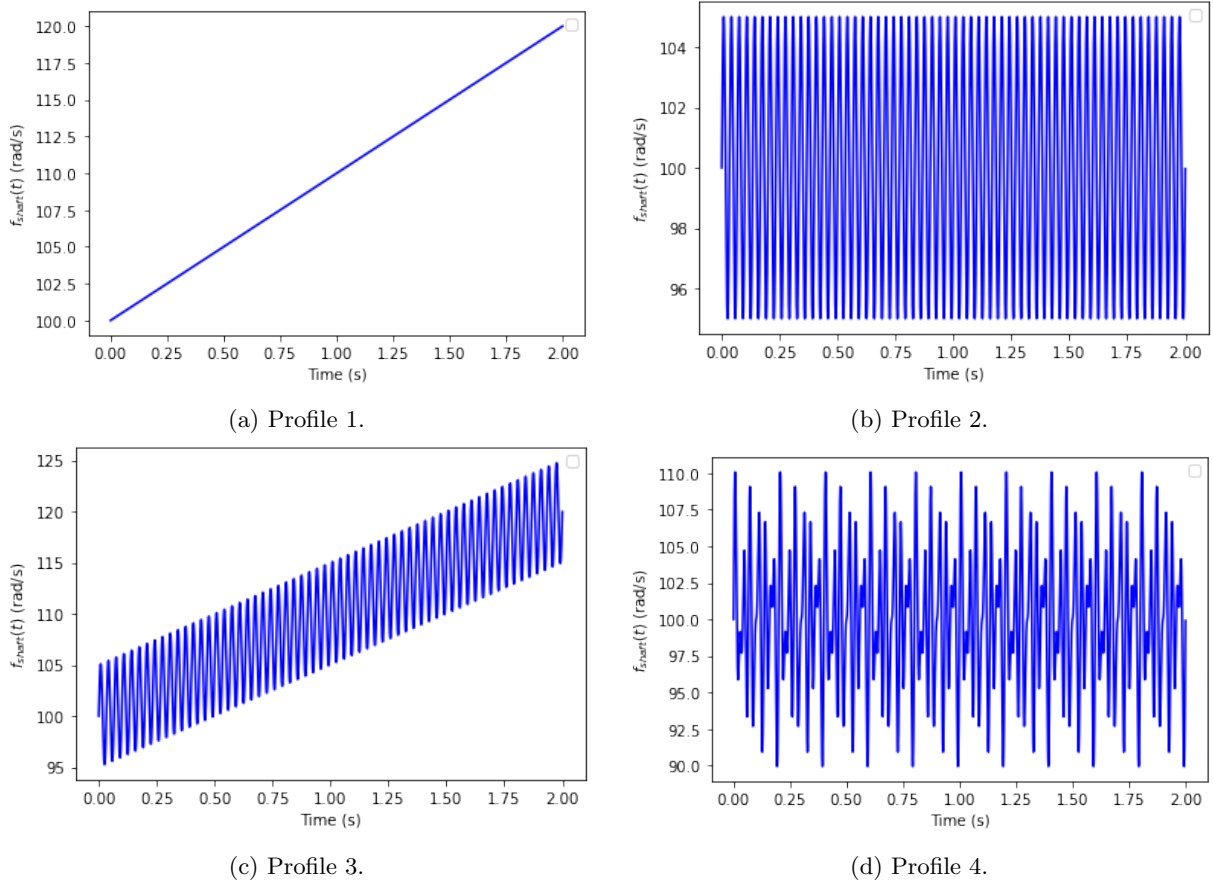 120.0
117.5
115.0
112.5
110.0
107.5
105.0
102.5
100.0
f_shaft(t) (rad/s)
0.00 0.25 0.50 0.75 1.00 1.25 1.50 1.75 2.00
Time (s)
(a) Profile 1.
104
102
100
98
96
f_shaft(t) (rad/s)
0.00 0.25 0.50 0.75 1.00 1.25 1.50 1.75 2.00
Time (s)
(b) Profile 2.
125
120
115
110
105
100
95
f_shaft(t) (rad/s)
0.00 0.25 0.50 0.75 1.00 1.25 1.50 1.75 2.00
Time (s)
(c) Profile 3.
110.0
107.5
105.0
102.5
100.0
97.5
95.0
92.5
90.0
f_shaft(t) (rad/s)
0.00 0.25 0.50 0.75 1.00 1.25 1.50 1.75 2.00
Time (s)
(d) Profile 4.